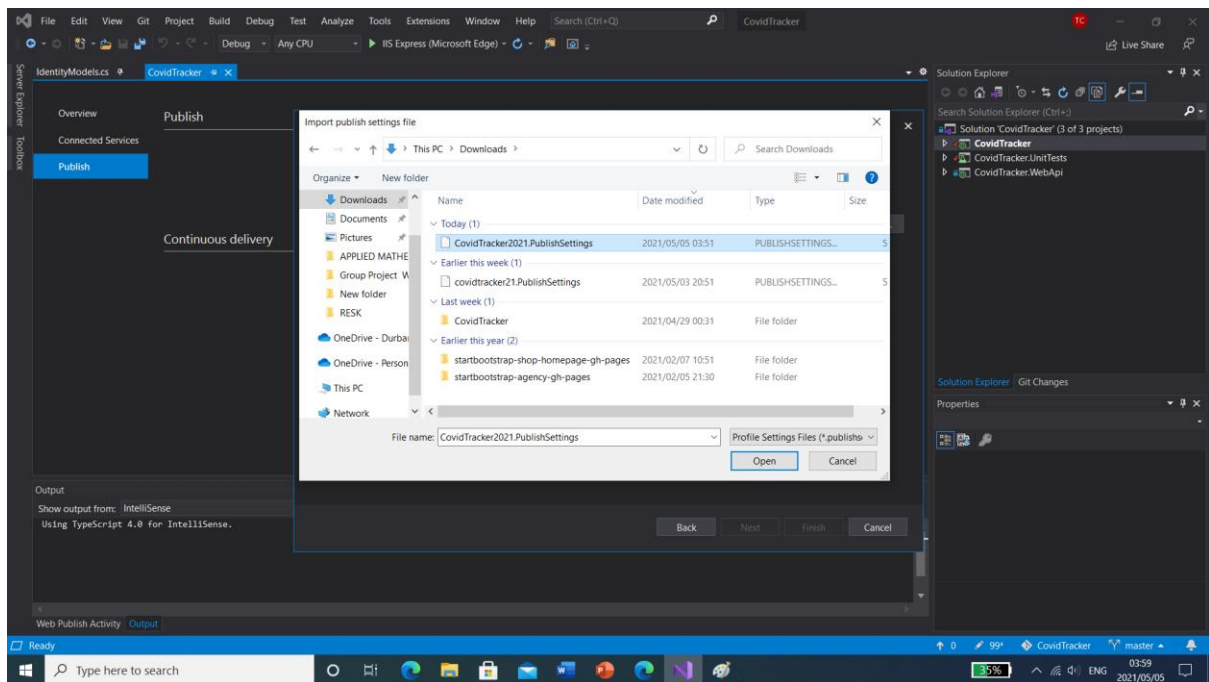 File Edit View Git Project Build Debug Test Analyze Tools Extensions Window Help Search (Ctrl+Q) CovidTracker TC
Debug Any CPU IIS Express (Microsoft Edge) Live Share
Server Explorer
Toolbox
IdentityModels.cs CovidTracker
Overview
Connected Services
Publish
Publish
Continuous delivery
Import publish settings file
This PC > Downloads > Search Downloads
Organize New folder
Downloads
Documents
Pictures
APPLIED MATHE
Group Project W
New folder
RESK
OneDrive - Durba
OneDrive - Person
This PC
Network
Name Date modified Type Size
Today (1)
CovidTracker2021.PublishSettings 2021/05/05 03:51 PUBLISHSETTINGS... 5
Earlier this week (1)
covidtracker21.PublishSettings 2021/05/03 20:51 PUBLISHSETTINGS... 5
Last week (1)
CovidTracker 2021/04/29 00:31 File folder
Earlier this year (2)
startbootstrap-shop-homepage-gh-pages 2021/02/07 10:51 File folder
startbootstrap-agency-gh-pages 2021/02/05 21:30 File folder
File name: CovidTracker2021.PublishSettings Profile Settings Files (*.publishs
Open Cancel
Back Next Finish Cancel
Solution Explorer
Search Solution Explorer (Ctrl+;)
Solution 'CovidTracker' (3 of 3 projects)
CovidTracker
CovidTracker.UnitTests
CovidTracker.WebApi
Solution Explorer Git Changes
Properties
Output
Show output from: IntelliSense
Using TypeScript 4.0 for IntelliSense.
Web Publish Activity Output
Ready 0 99+ CovidTracker master
Type here to search 35% ENG 03:59
2021/05/05